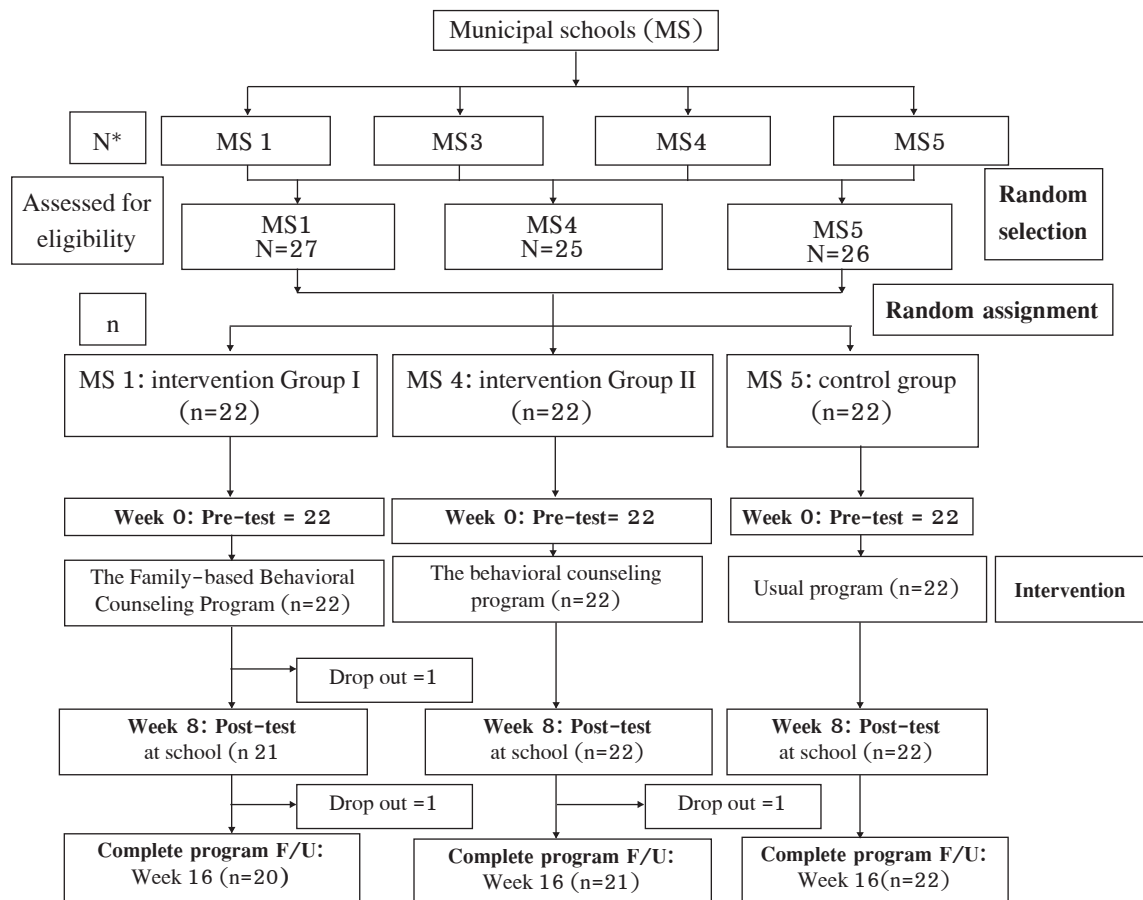 Municipal schools (MS)
N*
MS 1
MS3
MS4
MS5
Assessed for
eligibility
MS1
N=27
MS4
N=25
MS5
N=26
Random
selection
n
Random assignment
MS 1: intervention Group I
(n=22)
MS 4: intervention Group II
(n=22)
MS 5: control group
(n=22)
Week 0: Pre-test = 22
Week 0: Pre-test= 22
Week 0: Pre-test = 22
The Family-based Behavioral
Counseling Program (n=22)
The behavioral counseling
program (n=22)
Usual program (n=22)
Intervention
Drop out =1
Week 8: Post-test
at school (n 21
Week 8: Post-test
at school (n=22)
Week 8: Post-test
at school (n=22)
Drop out =1
Drop out =1
Complete program F/U:
Week 16 (n=20)
Complete program F/U:
Week 16 (n=21)
Complete program F/U:
Week 16(n=22)